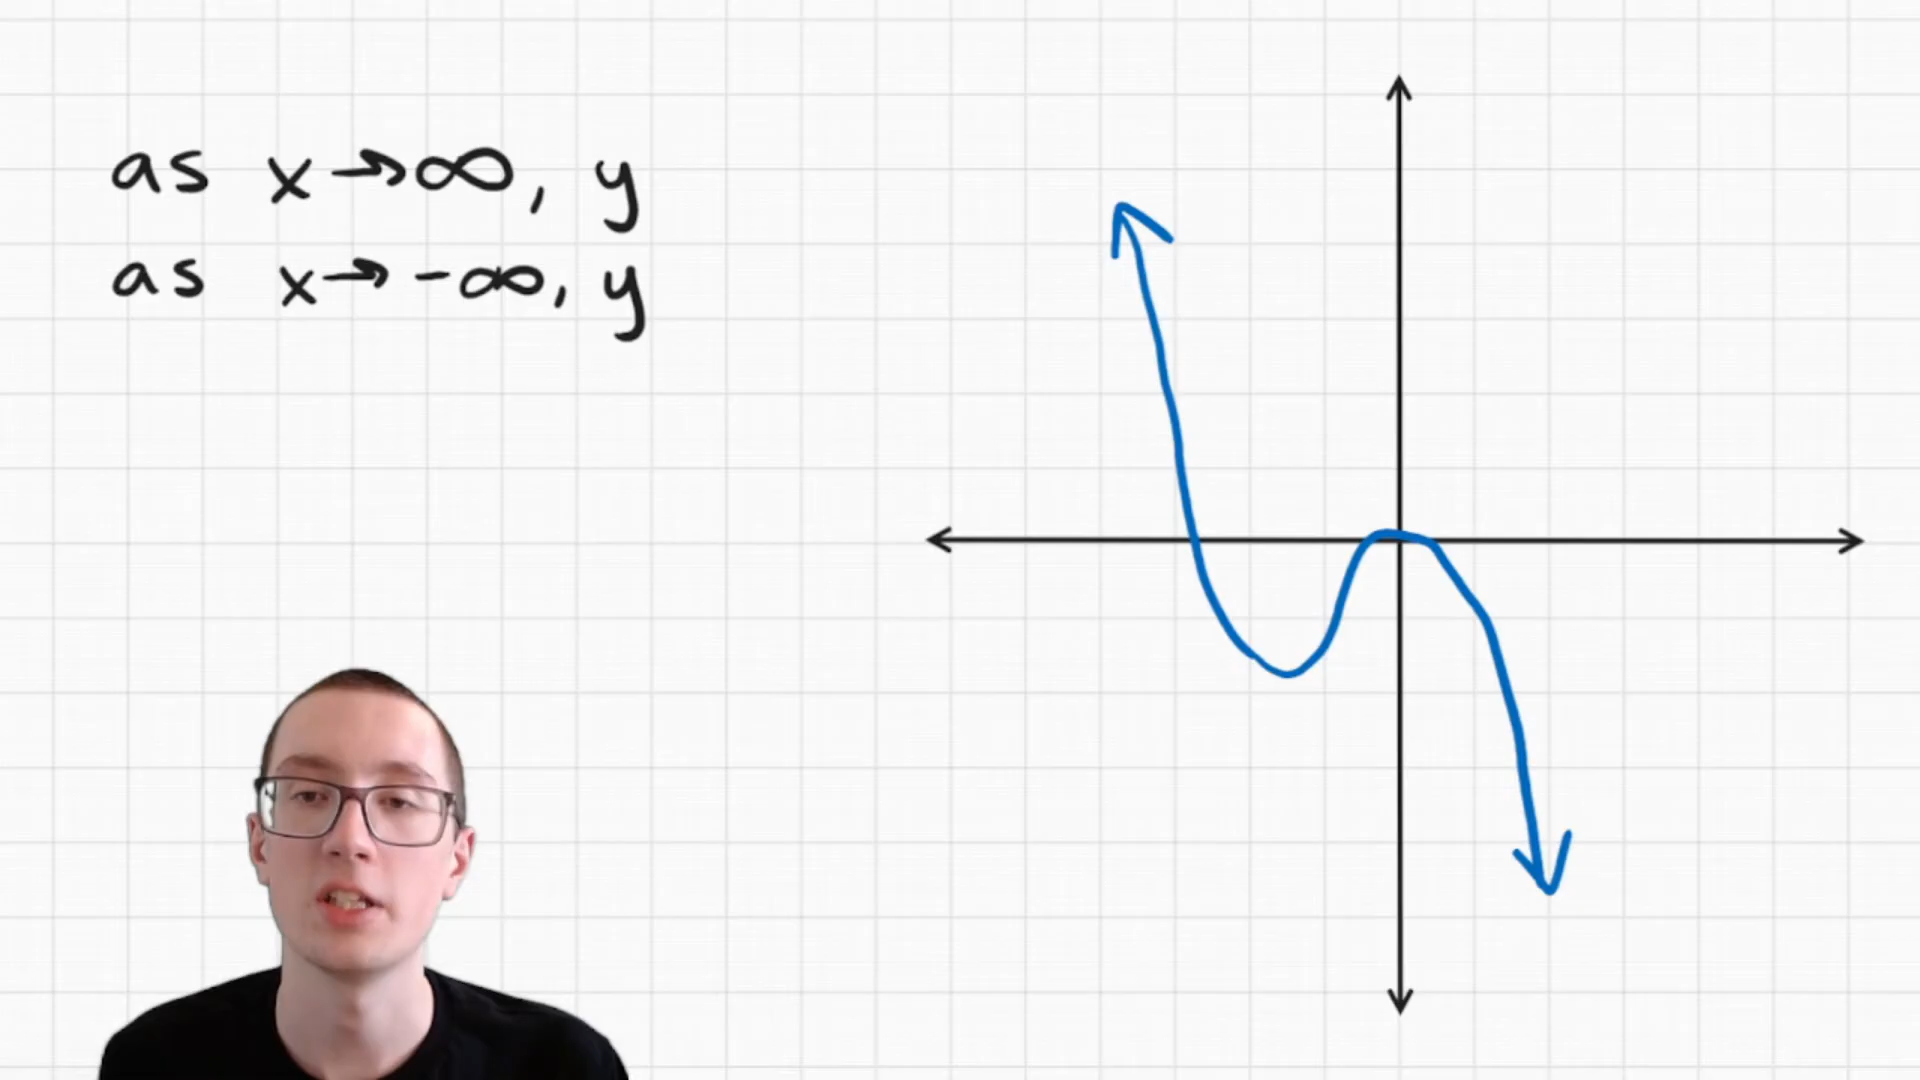 as x→∞, y
as x→-∞, y